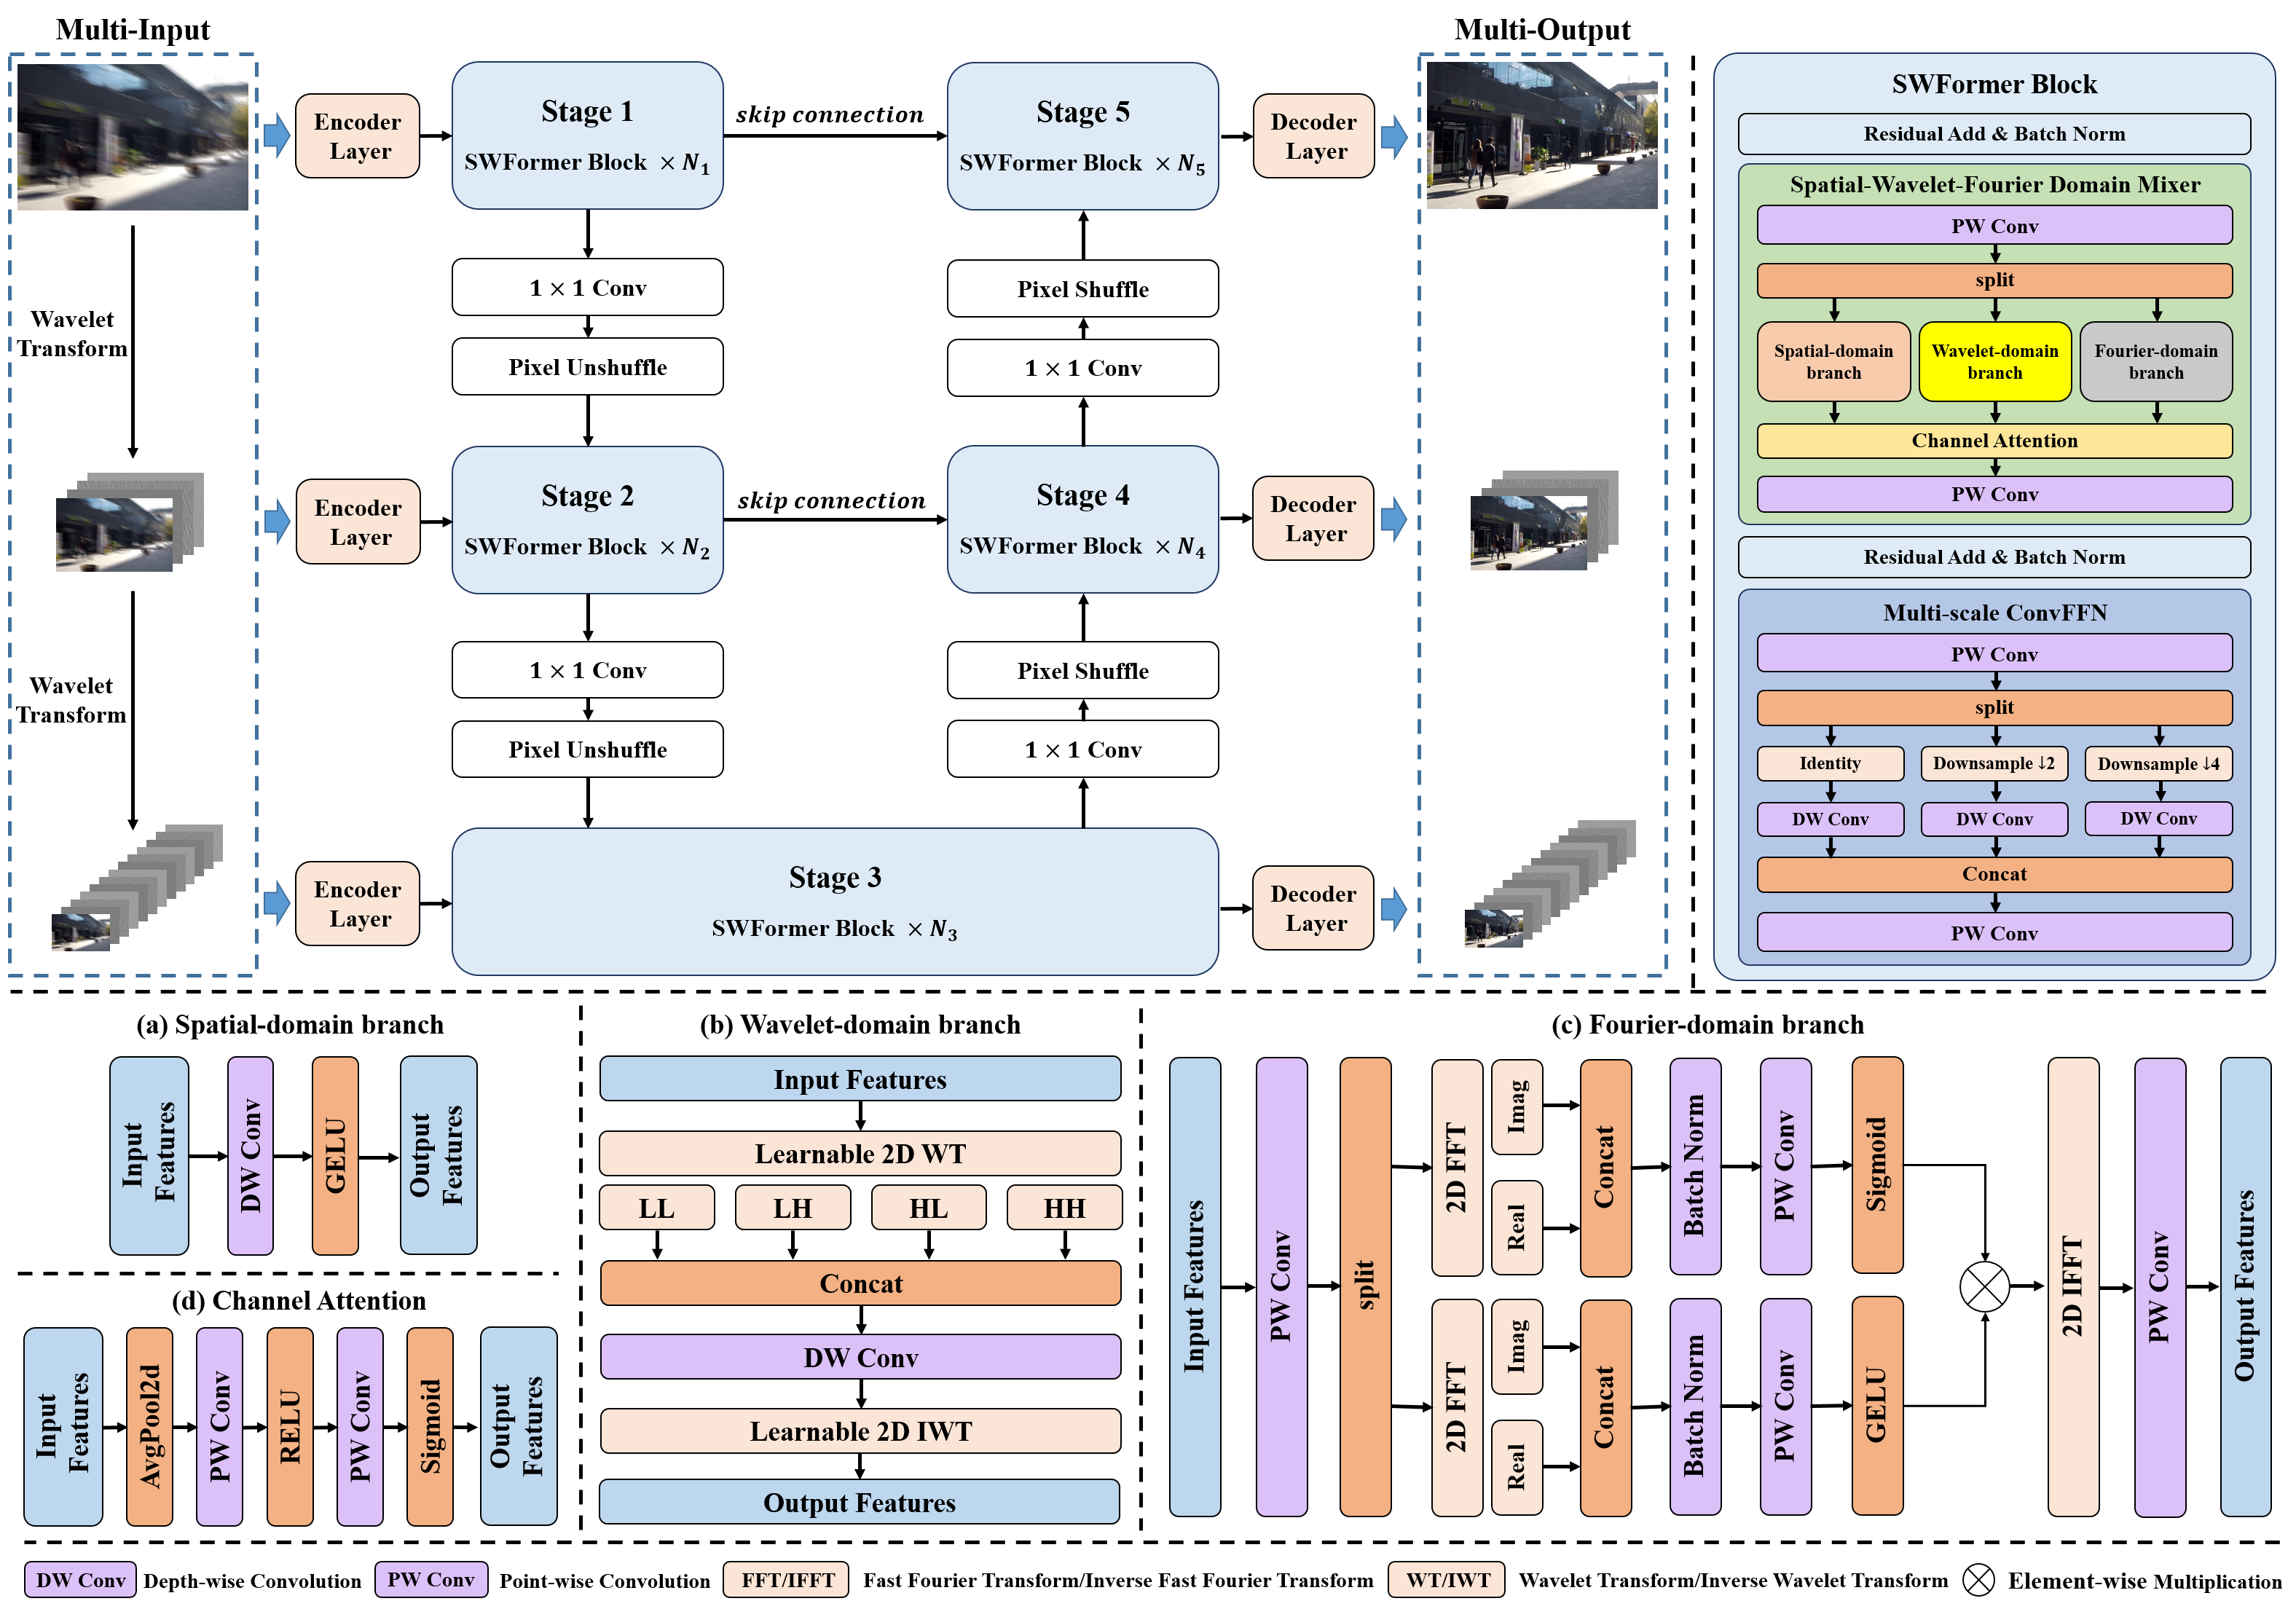 Multi-Input
Multi-Output
Wavelet
Transform
Wavelet
Transform
Encoder
Layer
Stage 1
SWFormer Block × N₁
skip connection
Stage 5
SWFormer Block × N₅
Decoder
Layer
1 × 1 Conv
Pixel Unshuffle
Pixel Shuffle
1 × 1 Conv
Encoder
Layer
Stage 2
SWFormer Block × N₂
skip connection
Stage 4
SWFormer Block × N₄
Decoder
Layer
1 × 1 Conv
Pixel Unshuffle
Pixel Shuffle
1 × 1 Conv
Encoder
Layer
Stage 3
SWFormer Block × N₃
Decoder
Layer
SWFormer Block
Residual Add & Batch Norm
Spatial-Wavelet-Fourier Domain Mixer
PW Conv
split
Spatial-domain
branch
Wavelet-domain
branch
Fourier-domain
branch
Channel Attention
PW Conv
Residual Add & Batch Norm
Multi-scale ConvFFN
PW Conv
split
Identity
Downsample ↓2
Downsample ↓4
DW Conv
DW Conv
DW Conv
Concat
PW Conv
(a) Spatial-domain branch
Input
Features
DW Conv
GELU
Output
Features
(d) Channel Attention
Input
Features
AvgPool2d
PW Conv
RELU
PW Conv
Sigmoid
Output
Features
(b) Wavelet-domain branch
Input Features
Learnable 2D WT
LL
LH
HL
HH
Concat
DW Conv
Learnable 2D IWT
Output Features
(c) Fourier-domain branch
Input Features
PW Conv
split
2D FFT
Imag
Real
Concat
Batch Norm
PW Conv
Sigmoid
2D FFT
Imag
Real
Concat
Batch Norm
PW Conv
GELU
2D IFFT
PW Conv
Output Features
DW Conv
Depth-wise Convolution
PW Conv
Point-wise Convolution
FFT/IFFT
Fast Fourier Transform/Inverse Fast Fourier Transform
WT/IWT
Wavelet Transform/Inverse Wavelet Transform
Element-wise Multiplication